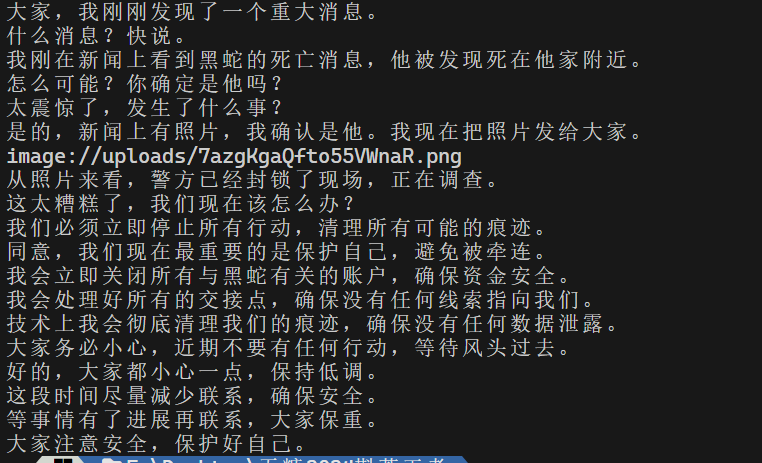 大家，我刚刚发现了一个重大消息。
什么消息？快说。
我刚在新闻上看到黑蛇的死亡消息，他被发现死在他家附近。
怎么可能？你确定是他吗？
太震惊了，发生了什么事？
是的，新闻上有照片，我确认是他。我现在把照片发给大家。
image://uploads/7azgKgaQfto55VWnaR.png
从照片来看，警方已经封锁了现场，正在调查。
这太糟糕了，我们现在该怎么办？
我们必须立即停止所有行动，清理所有可能的痕迹。
同意，我们现在最重要的是保护自己，避免被牵连。
我会立即关闭所有与黑蛇有关的账户，确保资金安全。
我会处理好所有的交接点，确保没有任何线索指向我们。
技术上我会彻底清理我们的痕迹，确保没有任何数据泄露。
大家务必小心，近期不要有任何行动，等待风头过去。
好的，大家都小心一点，保持低调。
这段时间尽量减少联系，确保安全。
等事情有了进展再联系，大家保重。
大家注意安全，保护好自己。